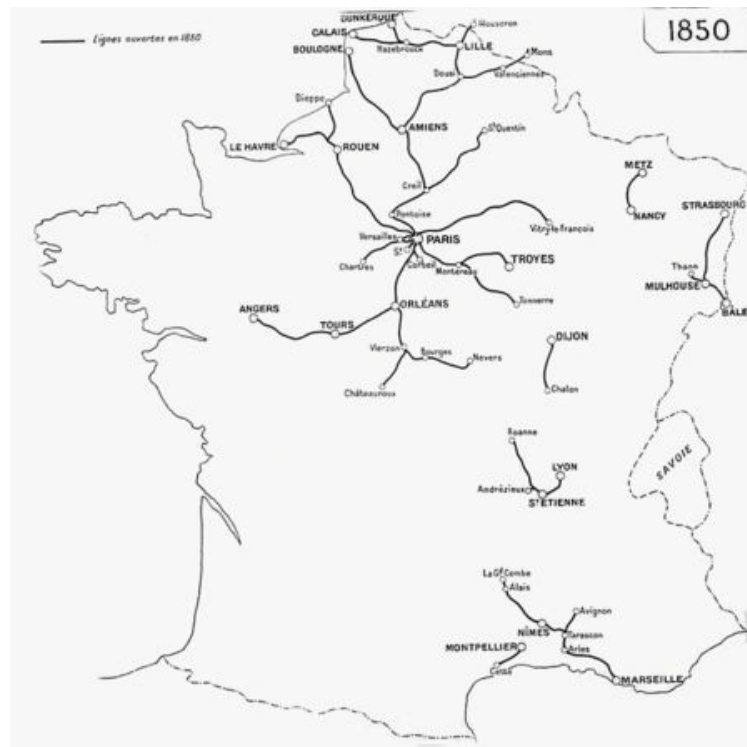 DUNKERQUE
Mouscron
1850
Lignes ouvertes en 1850
CALAIS
LILLE
BOULOGNE
Hazebrouck
Mons
Douai
Valenciennes
Dieppe
AMIENS
St Quentin
LE HAVRE
ROUEN
METZ
Creil
NANCY
STRASBOURG
Pontoise
Vitry le françois
Versailles
PARIS
St
Corbeil
TROYES
Chartres
Montereau
Thann
MULHOUSE
Tonnerre
BALE
ANGERS
ORLÉANS
TOURS
DIJON
Vierzon
Bourges
Nevers
Châteauroux
Chalon
Roanne
LYON
SAVOIE
Andrézieux
ST ETIENNE
La Gd Combe
Alais
Avignon
NÎMES
Tarascon
MONTPELLIER
Arles
Cette
MARSEILLE